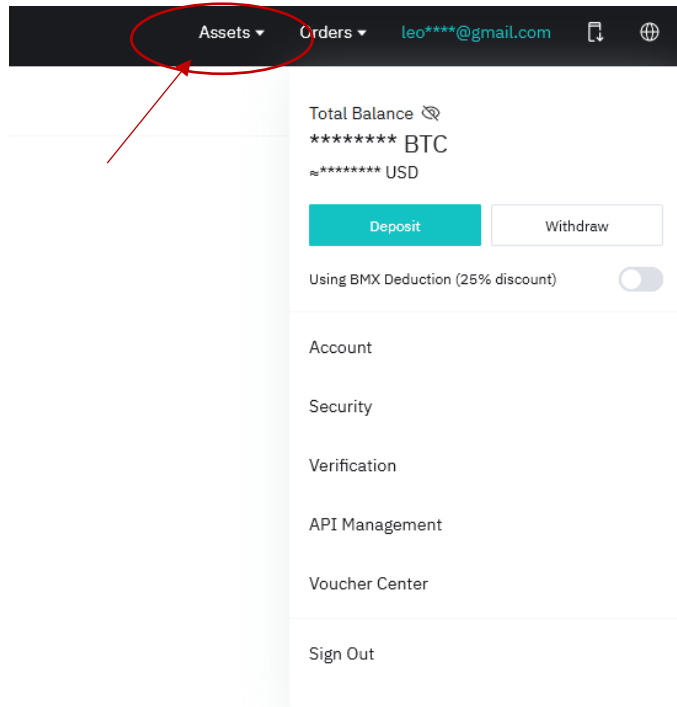 Assets Orders leo****@gmail.com
Total Balance
******** BTC
≈******** USD
Deposit Withdraw
Using BMX Deduction (25% discount)
Account
Security
Verification
API Management
Voucher Center
Sign Out